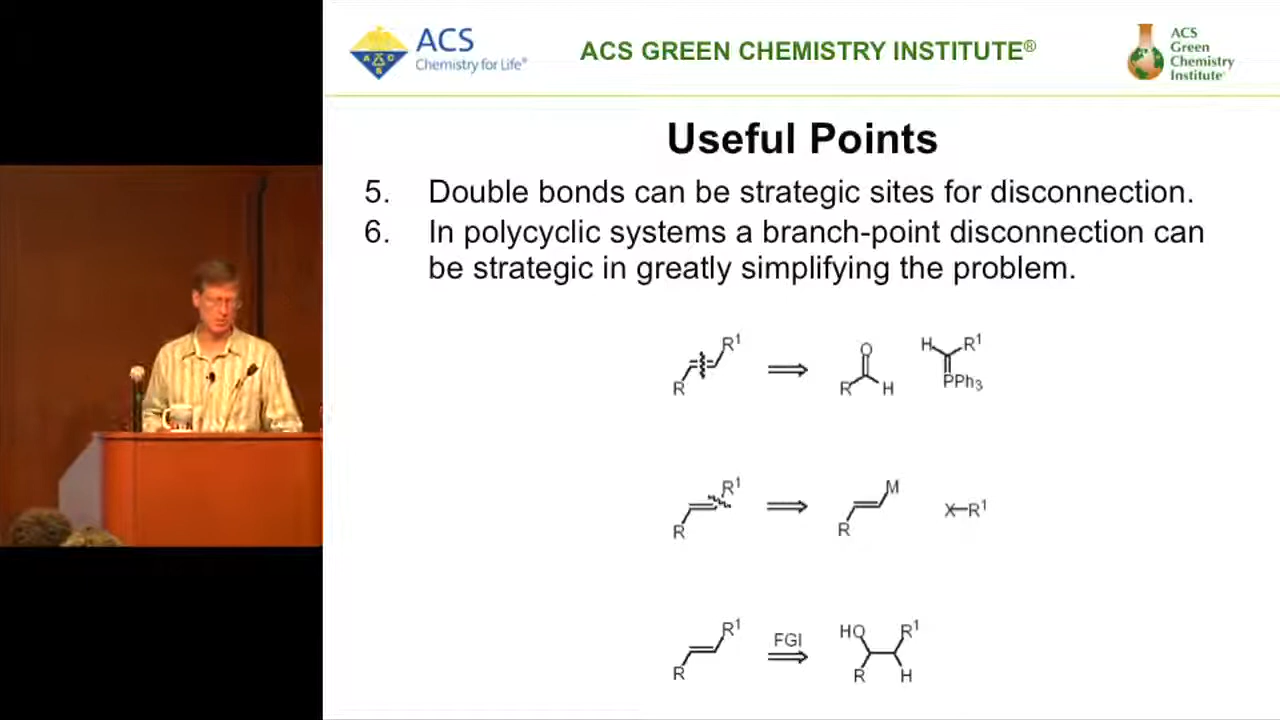 ACS
Chemistry for Life®
A C S
ACS GREEN CHEMISTRY INSTITUTE®
ACS
Green
Chemistry
Institute®
Useful Points
5. Double bonds can be strategic sites for disconnection.
6. In polycyclic systems a branch-point disconnection can
be strategic in greatly simplifying the problem.
R R¹
O R H
H R¹ PPh₃
R R¹
M R
X–R¹
R R¹
FGI
HO R¹ R H